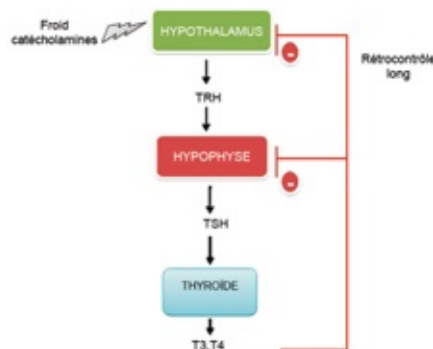 Froid
catécholamines
HYPOTHALAMUS
-
Rétrocontrôle
long
TRH
HYPOPHYSE
-
TSH
THYROÏDE
T3,T4